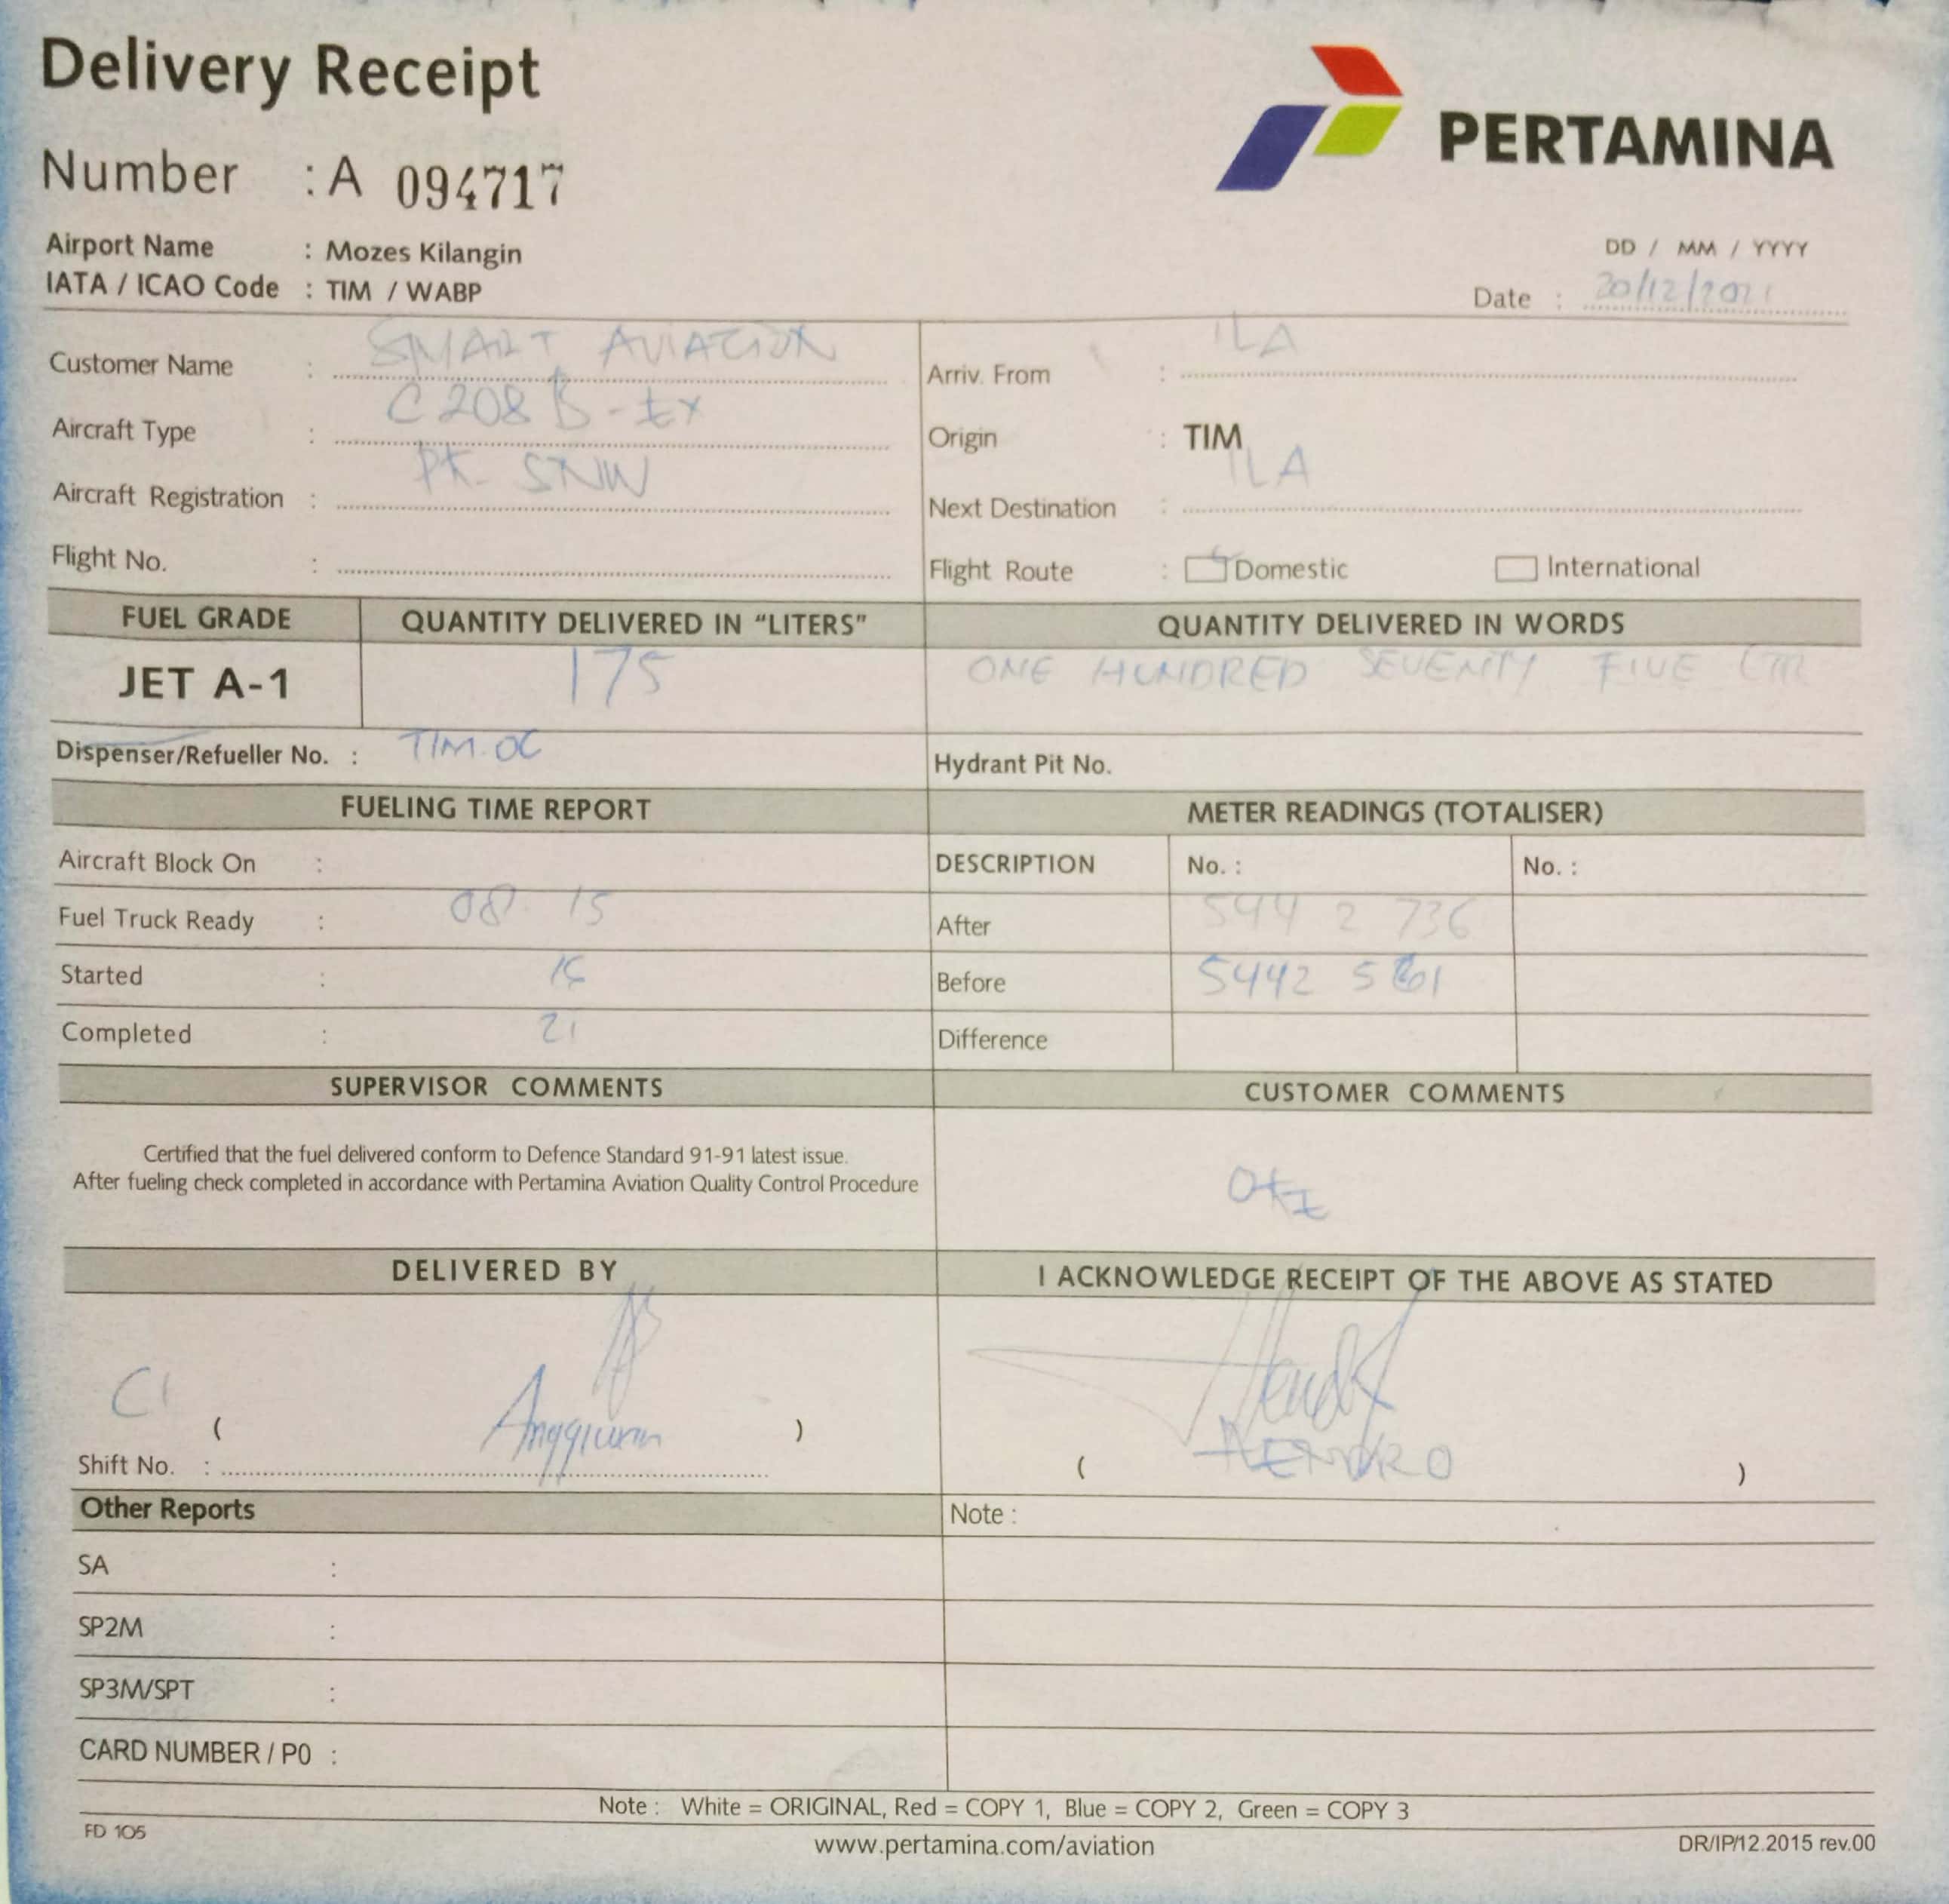 Delivery Receipt
PERTAMINA
Number : A 094717
Airport Name : Mozes Kilangin
IATA / ICAO Code : TIM / WABP
DD / MM / YYYY
Date : 20/12/2021
Customer Name : SMART AVIATION
Arriv. From : ILA
Aircraft Type : C208B-EX
Origin : TIM
Aircraft Registration : PK-SNW
Next Destination : ILA
Flight No. :
Flight Route : Domestic International
FUEL GRADE QUANTITY DELIVERED IN "LITERS" QUANTITY DELIVERED IN WORDS
JET A-1 175 ONE HUNDRED SEVENTY FIVE LTR
Dispenser/Refueller No. : TIM.
Hydrant Pit No.
FUELING TIME REPORT METER READINGS (TOTALISER)
Aircraft Block On : DESCRIPTION No. : No. :
Fuel Truck Ready : 08. 15 After 544 2 736
Started : 15 Before 5442 561
Completed : 21 Difference
SUPERVISOR COMMENTS CUSTOMER COMMENTS
Certified that the fuel delivered conform to Defence Standard 91-91 latest issue.
After fueling check completed in accordance with Pertamina Aviation Quality Control Procedure
DELIVERED BY I ACKNOWLEDGE RECEIPT OF THE ABOVE AS STATED
C1
( )
Shift No. :
( HENDRO )
Other Reports Note :
SA :
SP2M :
SP3M/SPT :
CARD NUMBER / PO :
Note : White = ORIGINAL, Red = COPY 1, Blue = COPY 2, Green = COPY 3
FD 105
www.pertamina.com/aviation
DR/IP/12.2015 rev.00